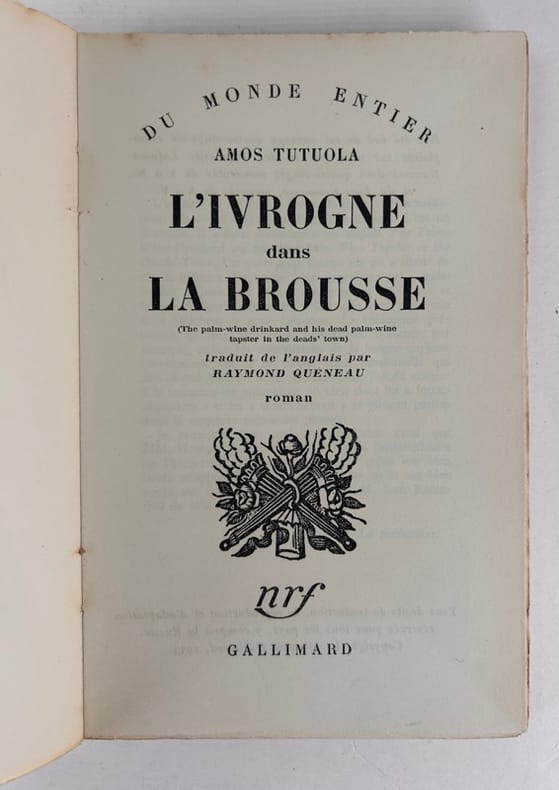 DU MONDE ENTIER
AMOS TUTUOLA
L'IVROGNE
dans
LA BROUSSE
(The palm-wine drinkard and his dead palm-wine
tapster in the deads' town)
traduit de l'anglais par
RAYMOND QUENEAU
roman
nrf
GALLIMARD